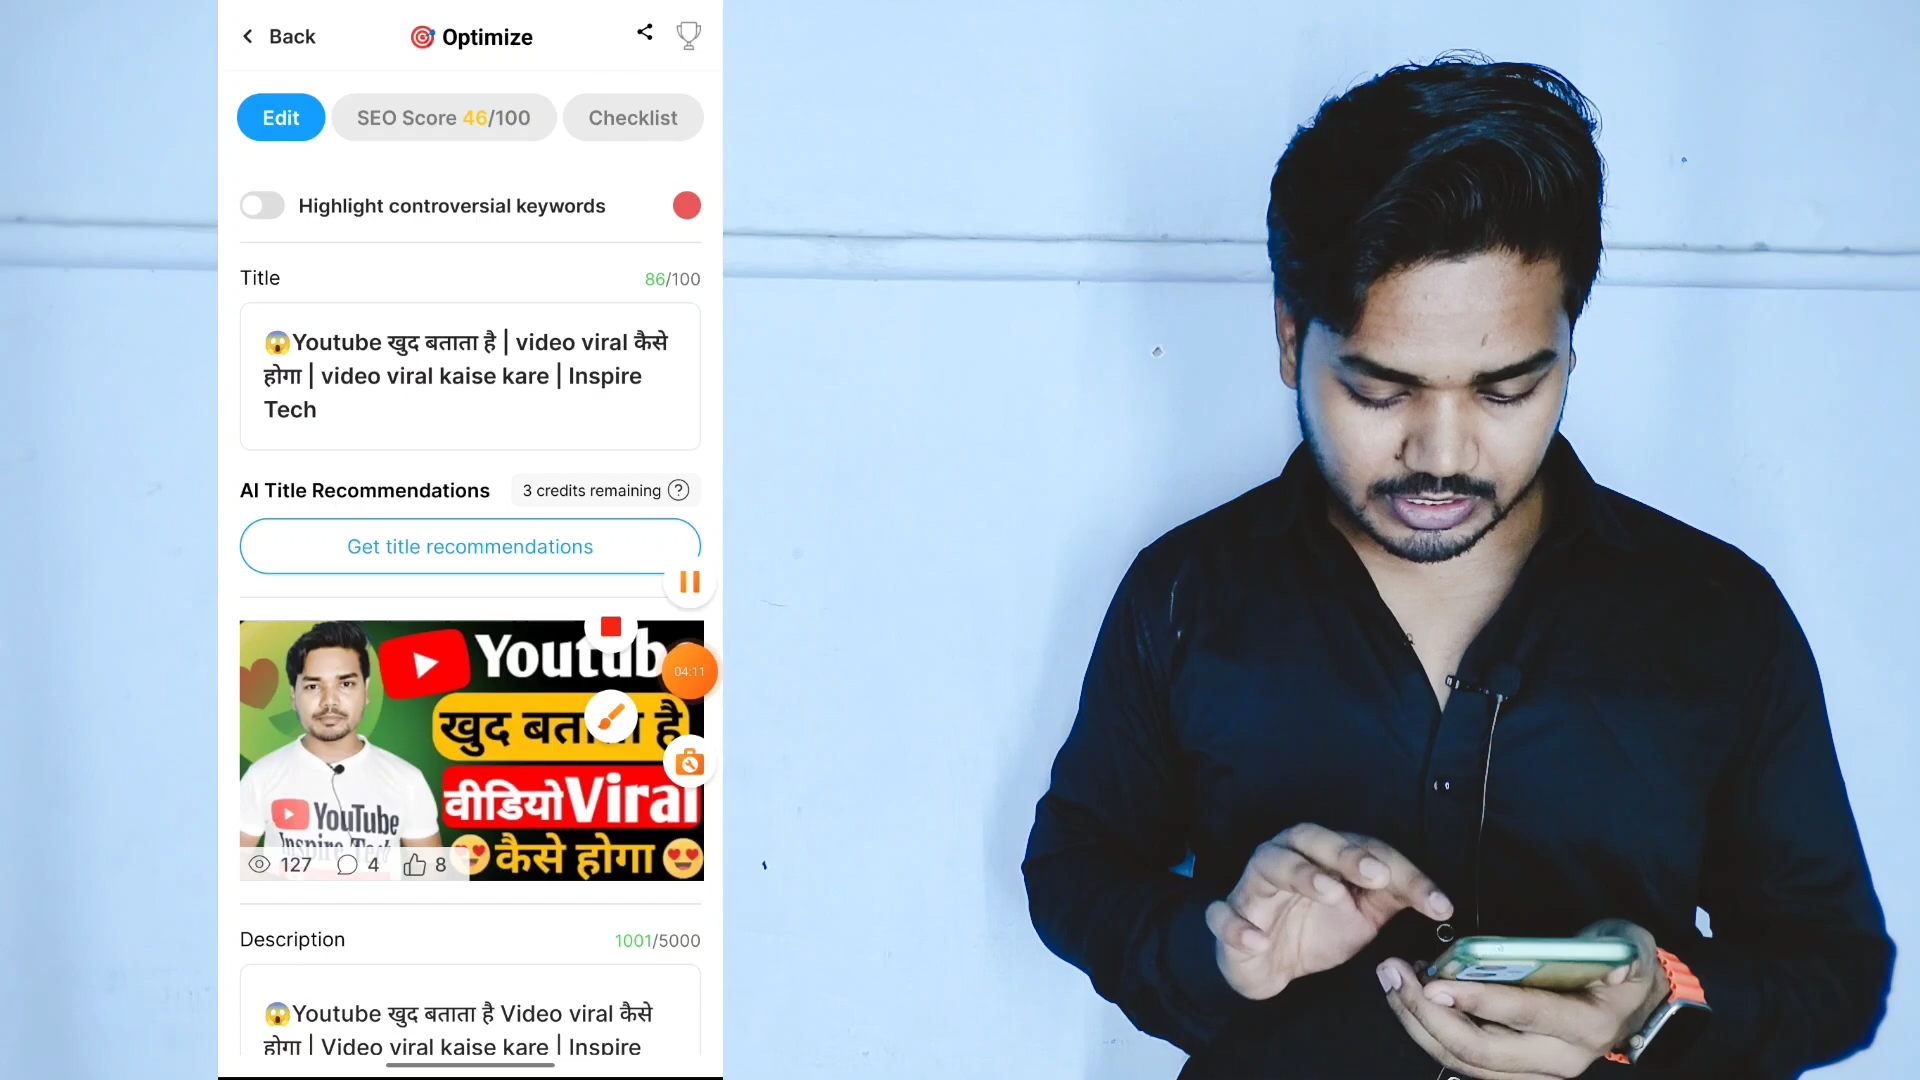 Back
Optimize
Edit
SEO Score 46/100
Checklist
Highlight controversial keywords
Title
86/100
😱Youtube खुद बताता है | video viral कैसे
होगा | video viral kaise kare | Inspire
Tech
AI Title Recommendations
3 credits remaining ?
Get title recommendations
Youtub
04:11
खुद बता है
वीडियो Viral
कैसे होगा
YouTube
Inspire Tech
127
4
8
Description
1001/5000
😱Youtube खुद बताता है Video viral कैसे
होगा | Video viral kaise kare | Inspire